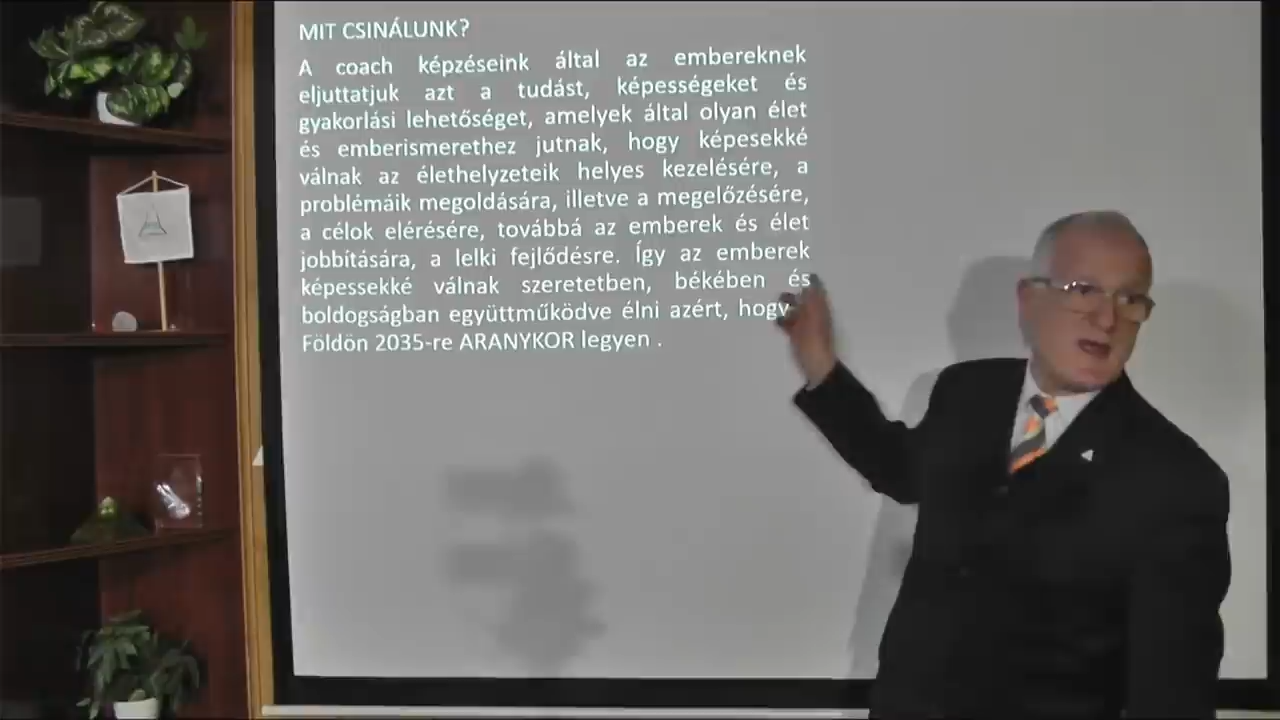 MIT CSINÁLUNK?
A coach képzéseink által az embereknek
eljuttatjuk azt a tudást, képességeket és
gyakorlási lehetőséget, amelyek által olyan élet
és emberismerethez jutnak, hogy képesekké
válnak az élethelyzeteik helyes kezelésére, a
problémáik megoldására, illetve a megelőzésére,
a célok elérésére, továbbá az emberek és élet
jobbítására, a lelki fejlődésre. Így az emberek
képessekké válnak szeretetben, békében és
boldogságban együttműködve élni azért, hogy
Földön 2035-re ARANYKOR legyen .